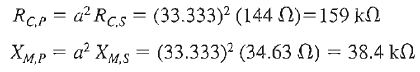 R_{C,P} = a² R_{C,S} = (33.333)² (144 Ω)=159 kΩ
X_{M,P} = a² X_{M,S} = (33.333)² (34.63 Ω) = 38.4 kΩ